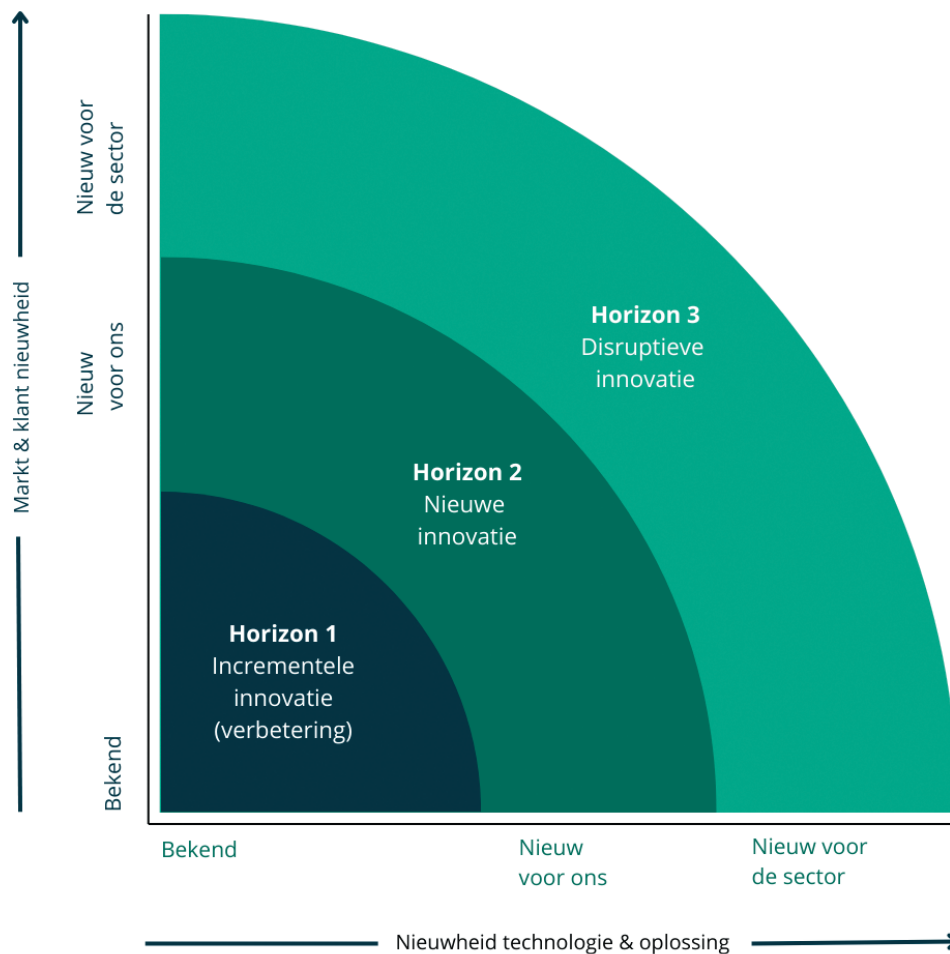 Nieuw voor
de sector
Nieuw
voor ons
Markt & klant nieuwheid
Bekend
Horizon 3
Disruptieve
innovatie
Horizon 2
Nieuwe
innovatie
Horizon 1
Incrementele
innovatie
(verbetering)
Bekend
Nieuw
voor ons
Nieuw voor
de sector
Nieuwheid technologie & oplossing